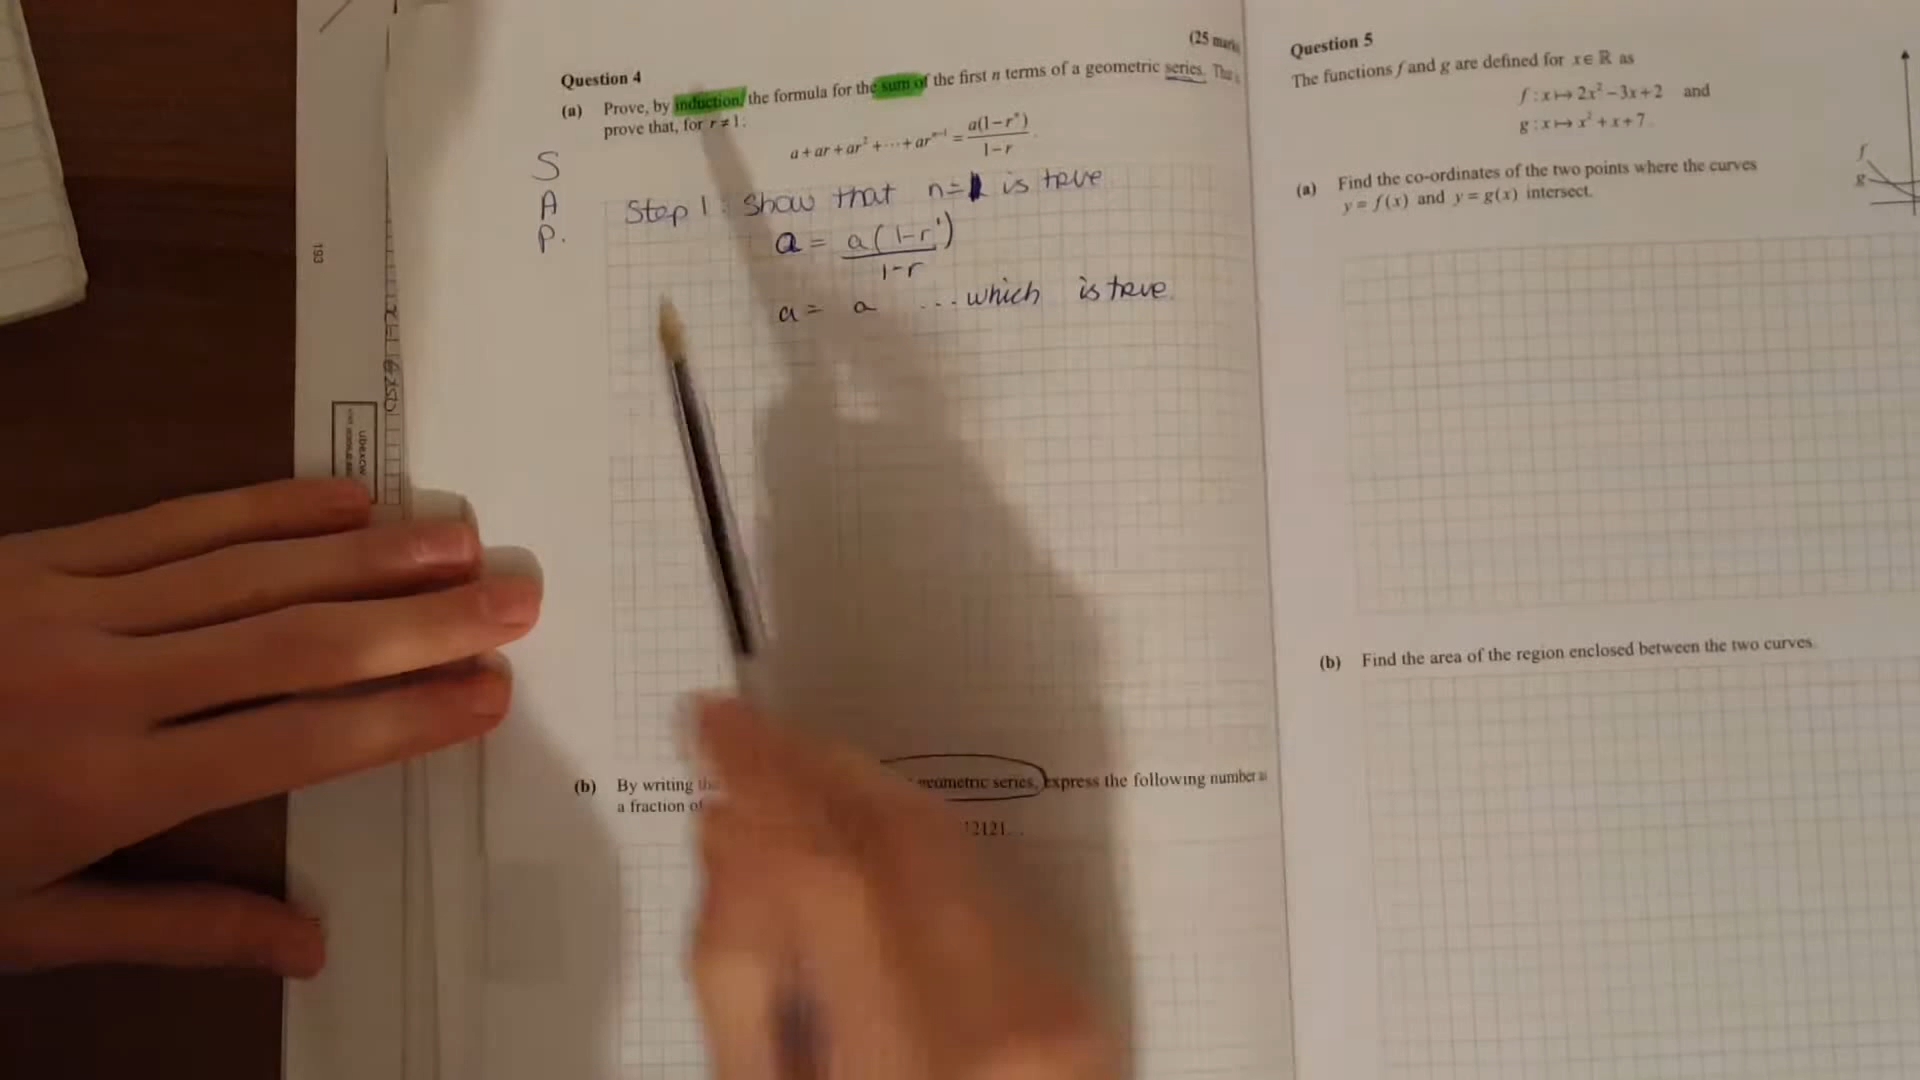 (25 marks
Question 4
(a) Prove, by induction, the formula for the sum of the first n terms of a geometric series. That is,
prove that, for r ≠ 1:
a + ar + ar² + ⋯ + arⁿ⁻¹ = a(1−rⁿ) / 1−r .
S
A
P.
Step 1: Show that n=1 is true
a = a(1-r¹) / 1-r
a = a ... which is true.
(b) By writing geometric series, express the following number as
a fraction of
2121...
193
Question 5
The functions f and g are defined for x ∈ ℝ as
f : x ↦ 2x² − 3x + 2 and
g : x ↦ x² + x + 7.
(a) Find the co-ordinates of the two points where the curves
y = f(x) and y = g(x) intersect.
f
g
(b) Find the area of the region enclosed between the two curves.